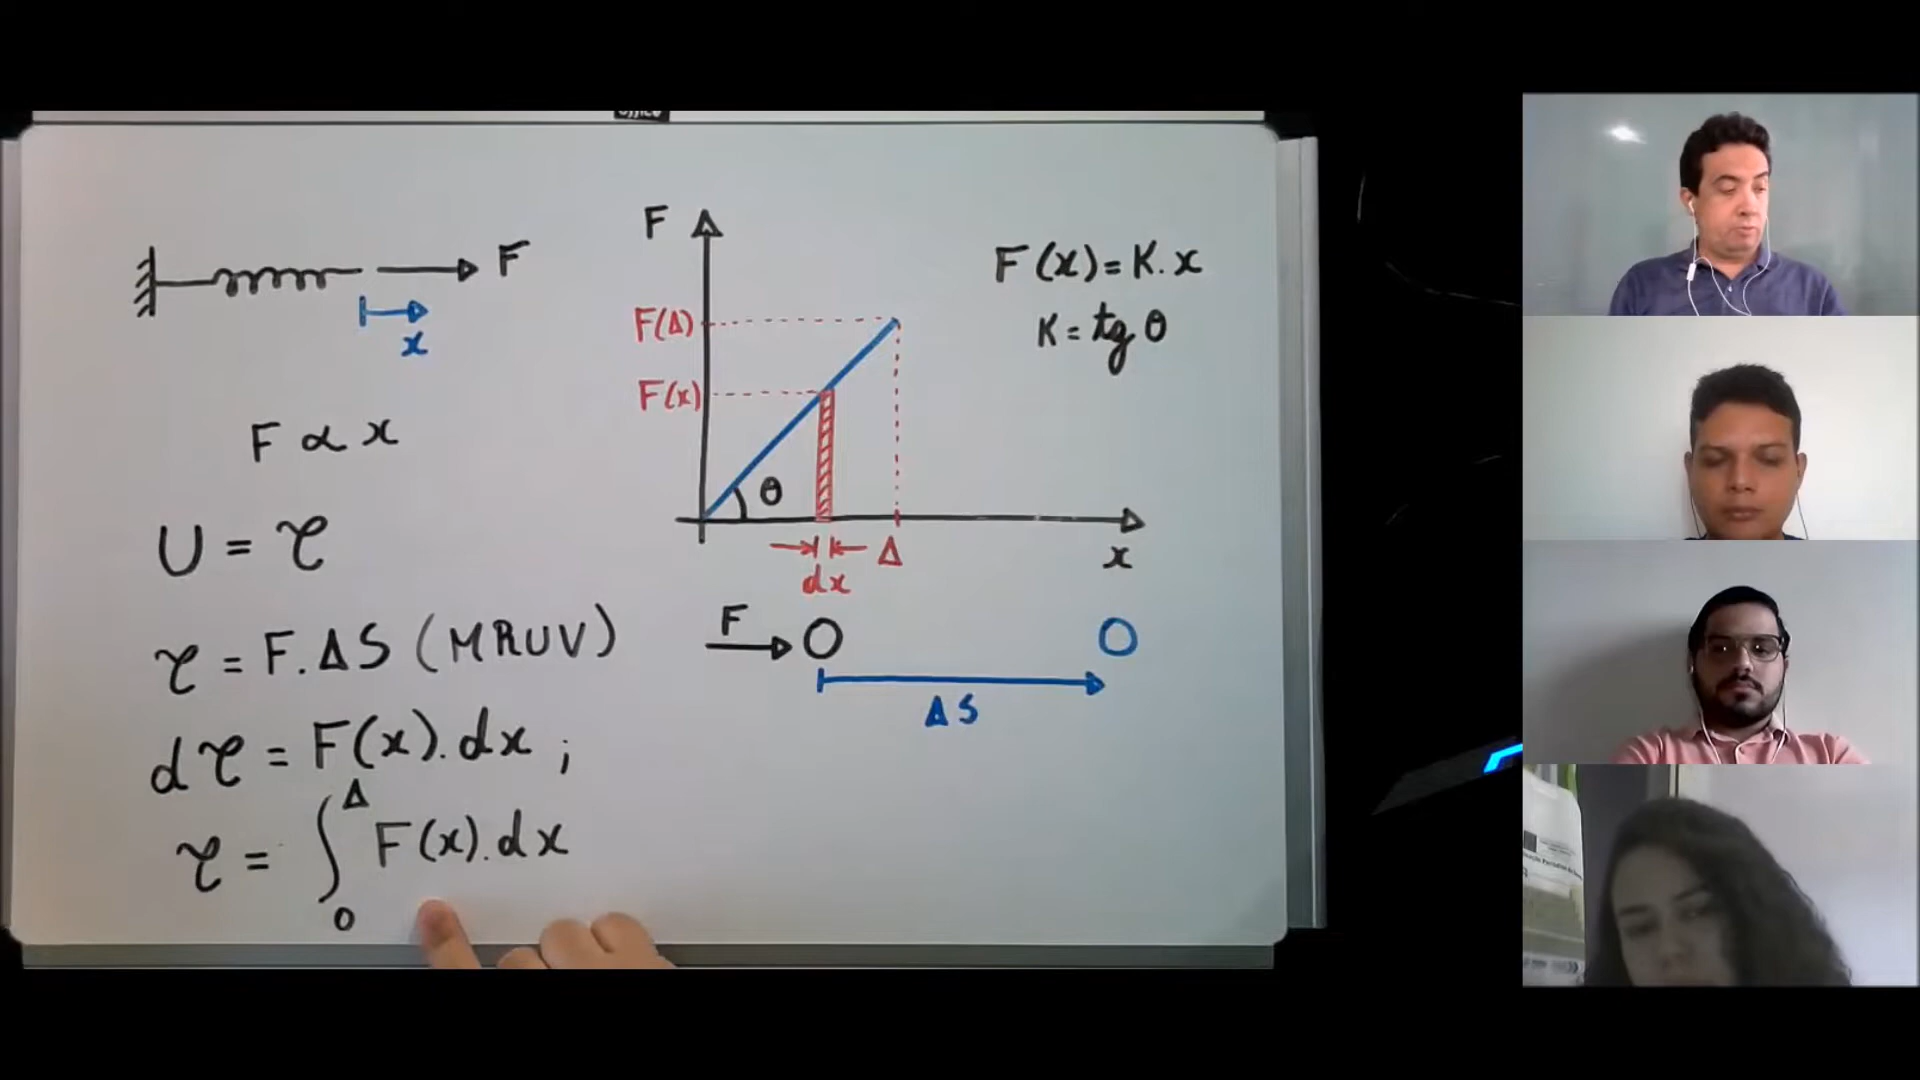 F
x
F ∝ x
U = τ
τ = F.ΔS (MRUV)
dτ = F(x).dx ;
τ = ∫₀^Δ F(x).dx
F
F(Δ)
F(x)
θ
Δ
dx
x
F(x) = K.x
K = tg θ
F
ΔS